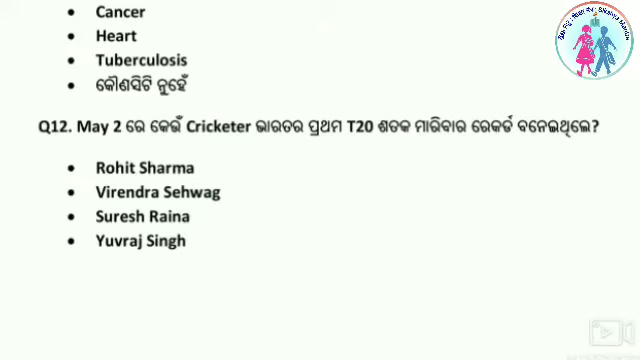 • Cancer
• Heart
• Tuberculosis
• କୌଣସିଟି ନୁହେଁ
Q12. May 2 ରେ କେଉଁ Cricketer ଭାରତର ପ୍ରଥମ T20 ଶତକ ମାରିବାର ରେକର୍ଡ ବନେଇଥିଲେ?
• Rohit Sharma
• Virendra Sehwag
• Suresh Raina
• Yuvraj Singh